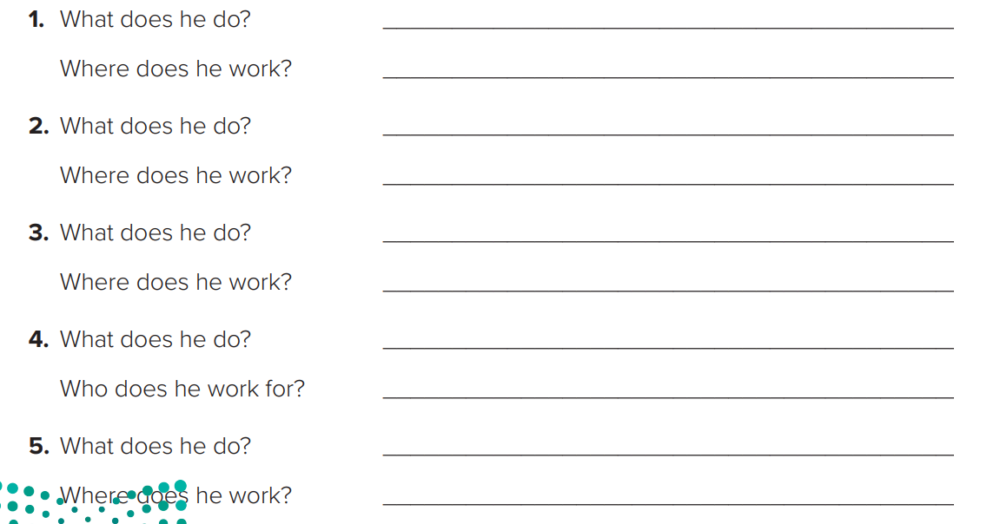 1. What does he do?
Where does he work?
2. What does he do?
Where does he work?
3. What does he do?
Where does he work?
4. What does he do?
Who does he work for?
5. What does he do?
Where does he work?